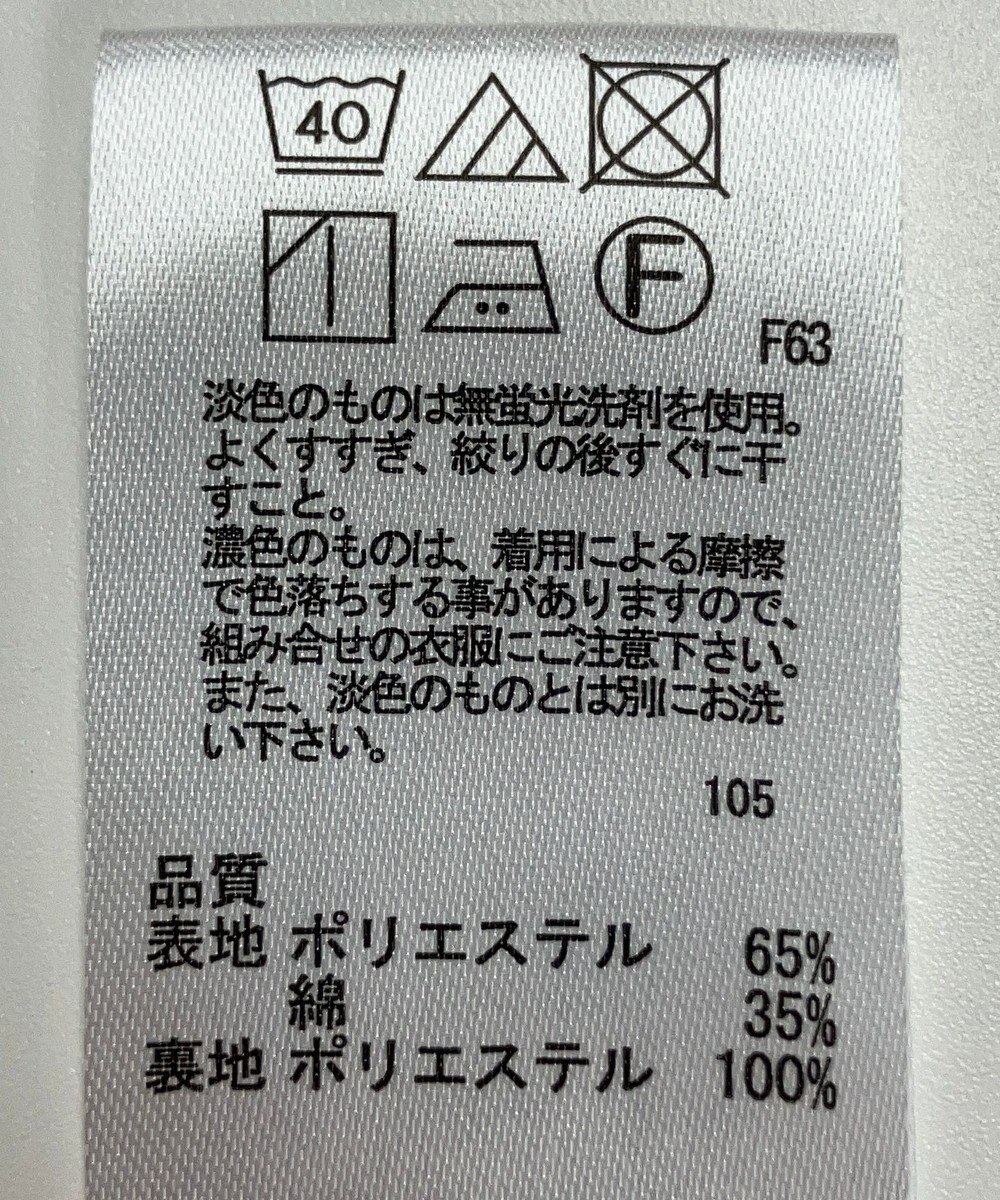 40
F
F63
淡色のものは無蛍光洗剤を使用。
よくすすぎ、絞りの後すぐに干
すこと。
濃色のものは、着用による摩擦
で色落ちする事がありますので、
組み合せの衣服にご注意下さい。
また、淡色のものとは別にお洗
い下さい。
105
品質
表地 ポリエステル 65%
綿 35%
裏地 ポリエステル 100%